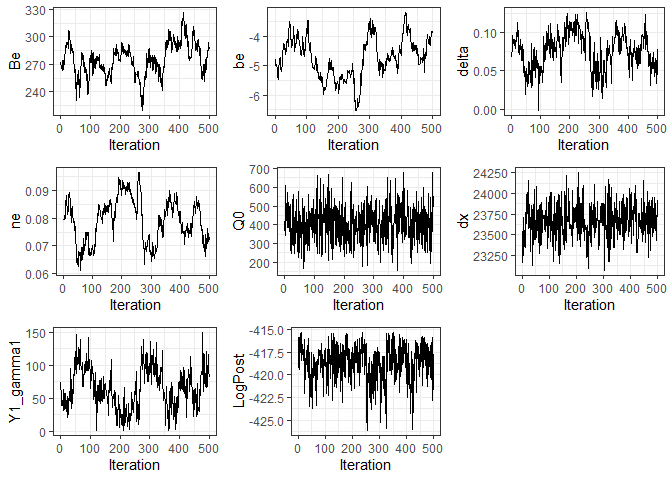 Be
330
300
270
240
0 100 200 300 400 500
Iteration
be
-4
-5
-6
0 100 200 300 400 500
Iteration
delta
0.10
0.05
0.00
0 100 200 300 400 500
Iteration
ne
0.09
0.08
0.07
0.06
0 100 200 300 400 500
Iteration
Q0
700
600
500
400
300
200
0 100 200 300 400 500
Iteration
dx
24250
24000
23750
23500
23250
0 100 200 300 400 500
Iteration
Y1_gamma1
150
100
50
0
0 100 200 300 400 500
Iteration
LogPost
-415.0
-417.5
-420.0
-422.5
-425.0
0 100 200 300 400 500
Iteration